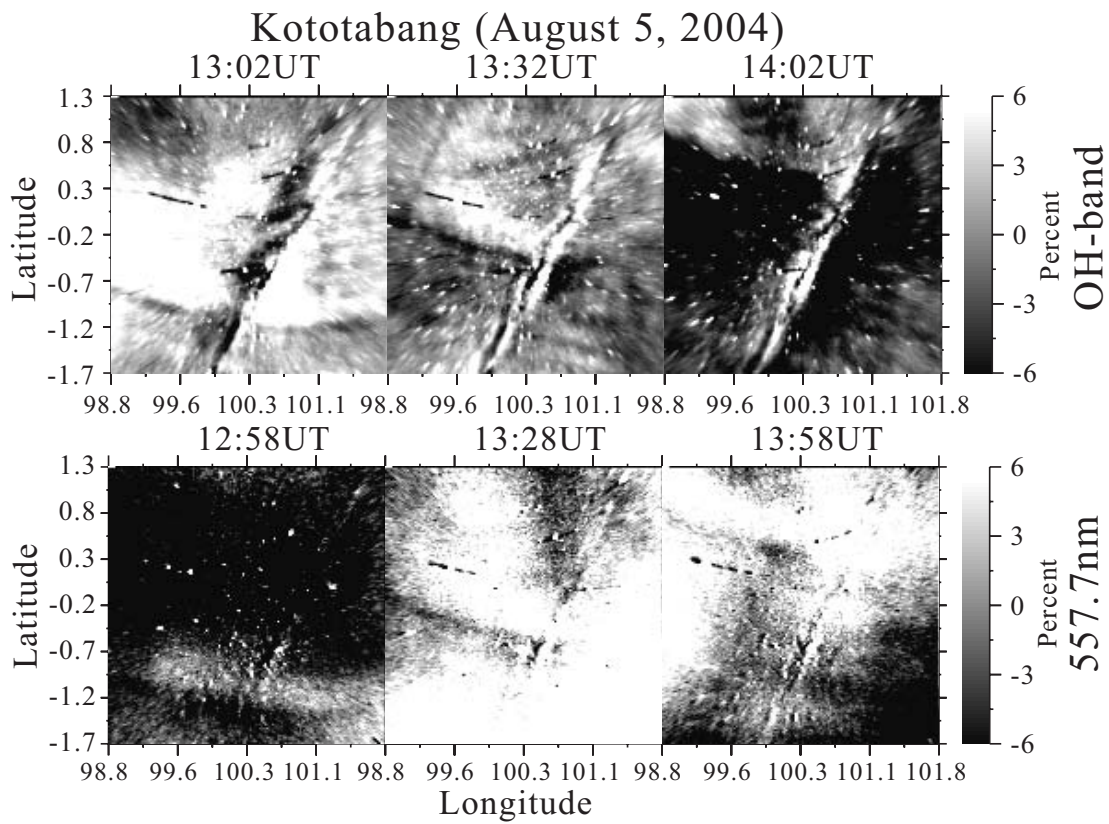 Kototabang (August 5, 2004)
13:02UT 13:32UT 14:02UT
1.3
0.8
0.3
-0.2
-0.7
-1.2
-1.7
Latitude
98.8 99.6 100.3 101.1 98.8 99.6 100.3 101.1 98.8 99.6 100.3 101.1 101.8
6
3
0
-3
-6
Percent
OH-band
12:58UT 13:28UT 13:58UT
1.3
0.8
0.3
-0.2
-0.7
-1.2
-1.7
Latitude
98.8 99.6 100.3 101.1 98.8 99.6 100.3 101.1 98.8 99.6 100.3 101.1 101.8
Longitude
6
3
0
-3
-6
Percent
557.7nm